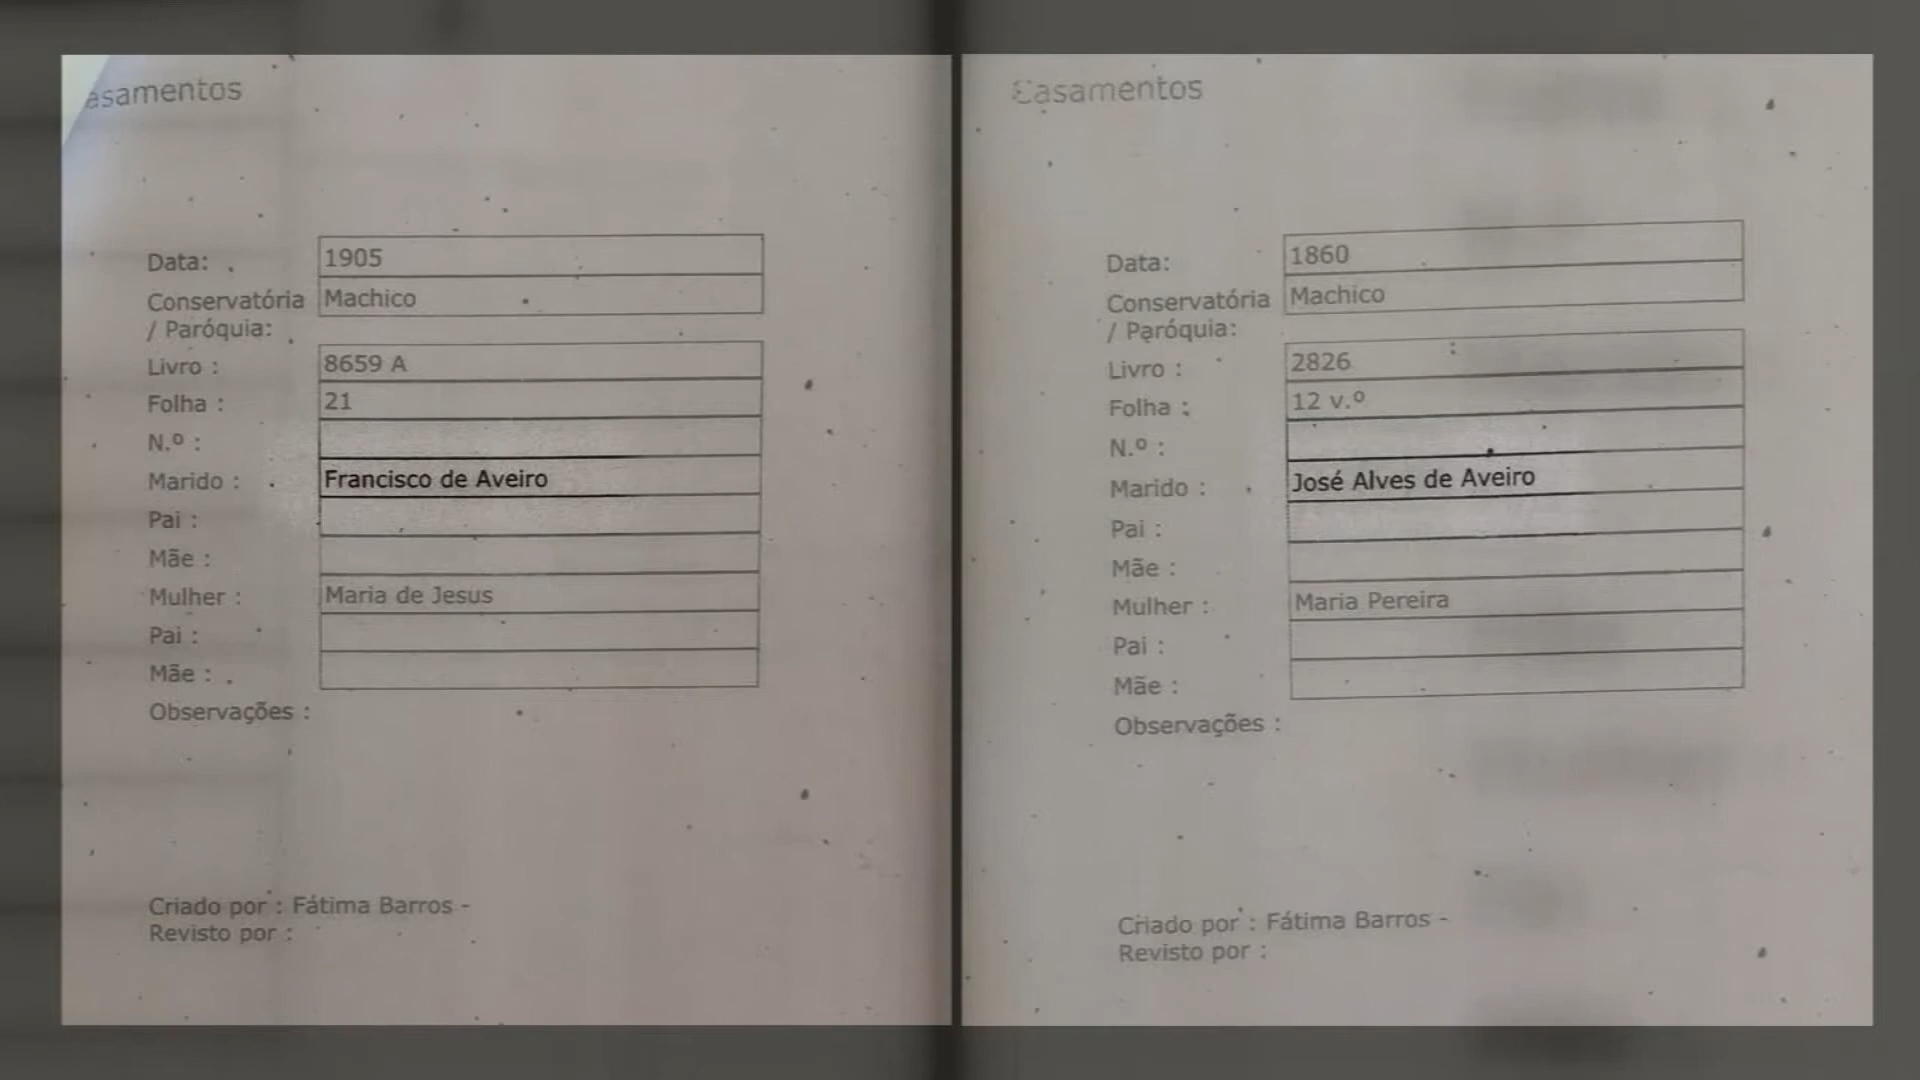 asamentos
Data:
1905
Conservatória
/ Paróquia:
Machico
Livro :
8659 A
Folha :
21
N.º :
Marido :
Francisco de Aveiro
Pai :
Mãe :
Mulher :
Maria de Jesus
Pai :
Mãe :
Observações :
Criado por : Fátima Barros -
Revisto por :
Casamentos
Data:
1860
Conservatória
/ Paróquia:
Machico
Livro :
2826
Folha :
12 v.º
N.º :
Marido :
José Alves de Aveiro
Pai :
Mãe :
Mulher :
Maria Pereira
Pai :
Mãe :
Observações :
Criado por : Fátima Barros -
Revisto por :